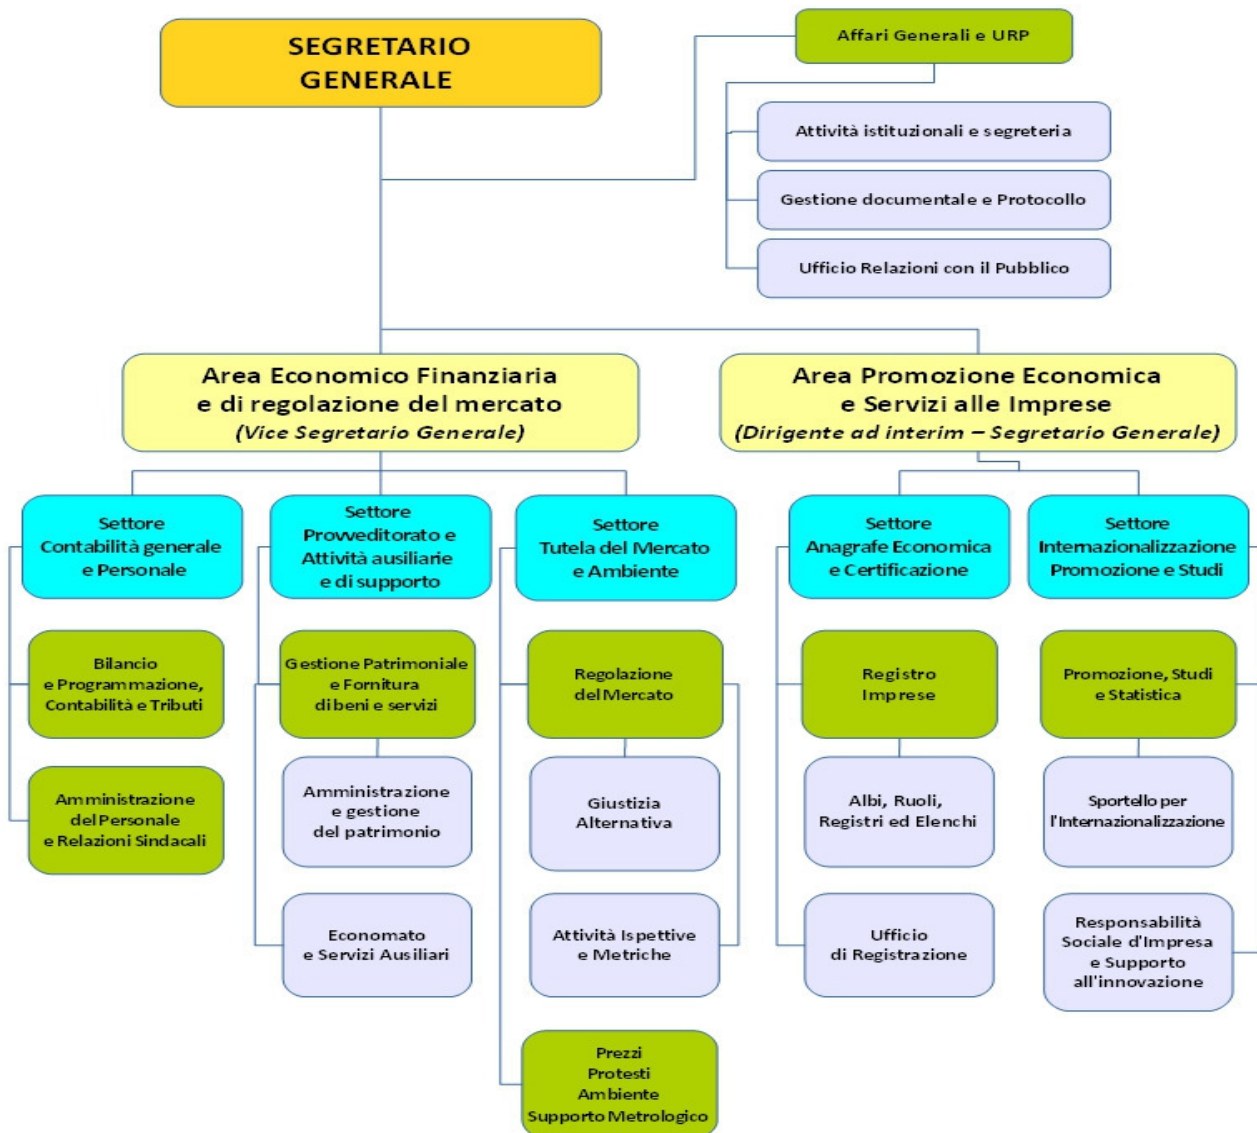 SEGRETARIO
GENERALE
Affari Generali e URP
Attività istituzionali e segreteria
Gestione documentale e Protocollo
Ufficio Relazioni con il Pubblico
Area Economico Finanziaria
e di regolazione del mercato
(Vice Segretario Generale)
Area Promozione Economica
e Servizi alle Imprese
(Dirigente ad interim – Segretario Generale)
Settore
Contabilità generale
e Personale
Settore
Provveditorato e
Attività ausiliarie
e di supporto
Settore
Tutela del Mercato
e Ambiente
Settore
Anagrafe Economica
e Certificazione
Settore
Internazionalizzazione
Promozione e Studi
Bilancio
e Programmazione,
Contabilità e Tributi
Gestione Patrimoniale
e Fornitura
di beni e servizi
Regolazione
del Mercato
Registro
Imprese
Promozione, Studi
e Statistica
Amministrazione
del Personale
e Relazioni Sindacali
Amministrazione
e gestione
del patrimonio
Giustizia
Alternativa
Albi, Ruoli,
Registri ed Elenchi
Sportello per
l'Internazionalizzazione
Economato
e Servizi Ausiliari
Attività Ispettive
e Metriche
Ufficio
di Registrazione
Responsabilità
Sociale d'Impresa
e Supporto
all'innovazione
Prezzi
Protesti
Ambiente
Supporto Metrologico